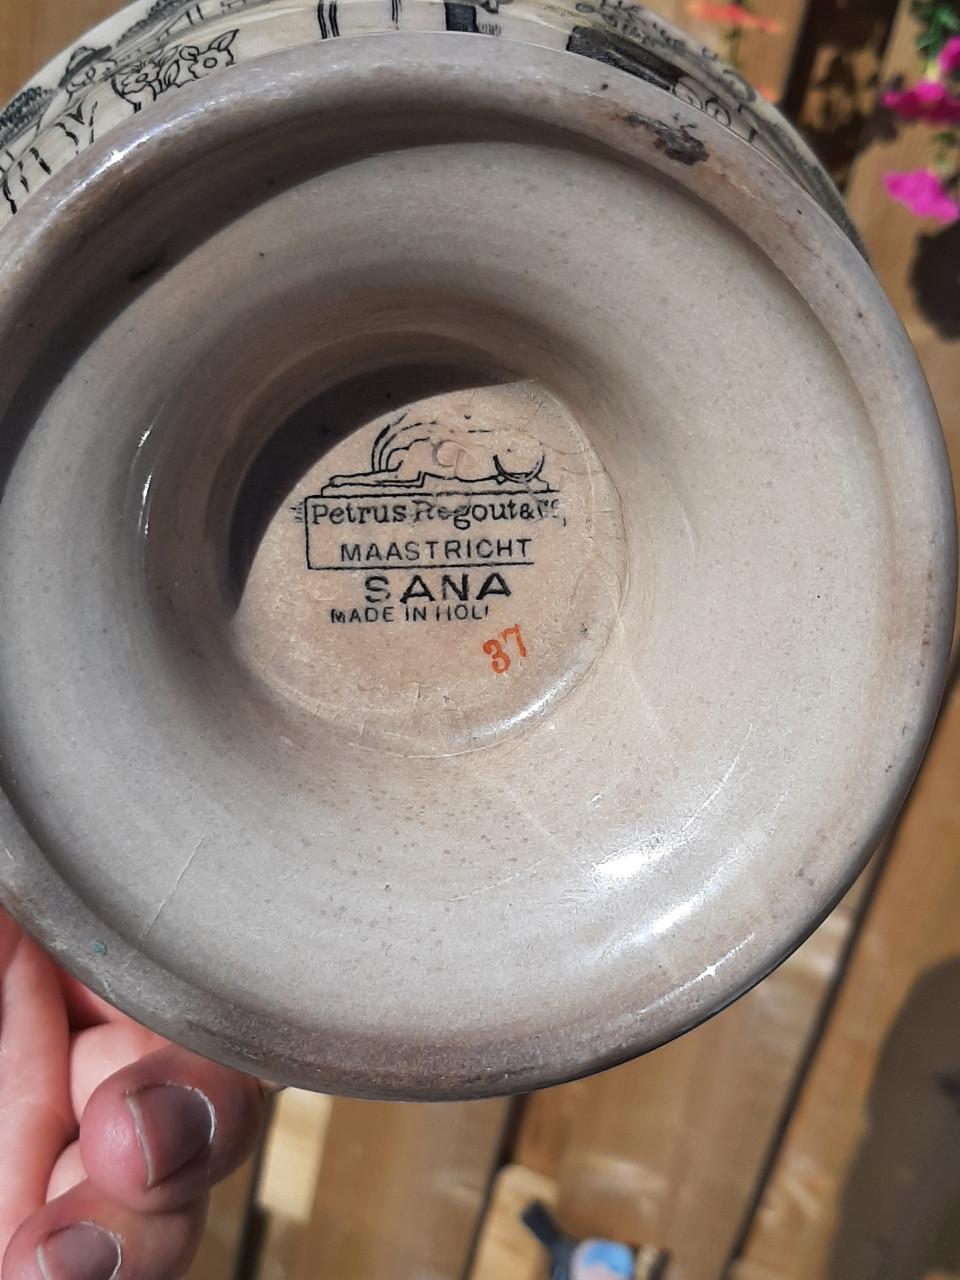 Petrus Regout & Co.
MAASTRICHT
SANA
MADE IN HOL
37